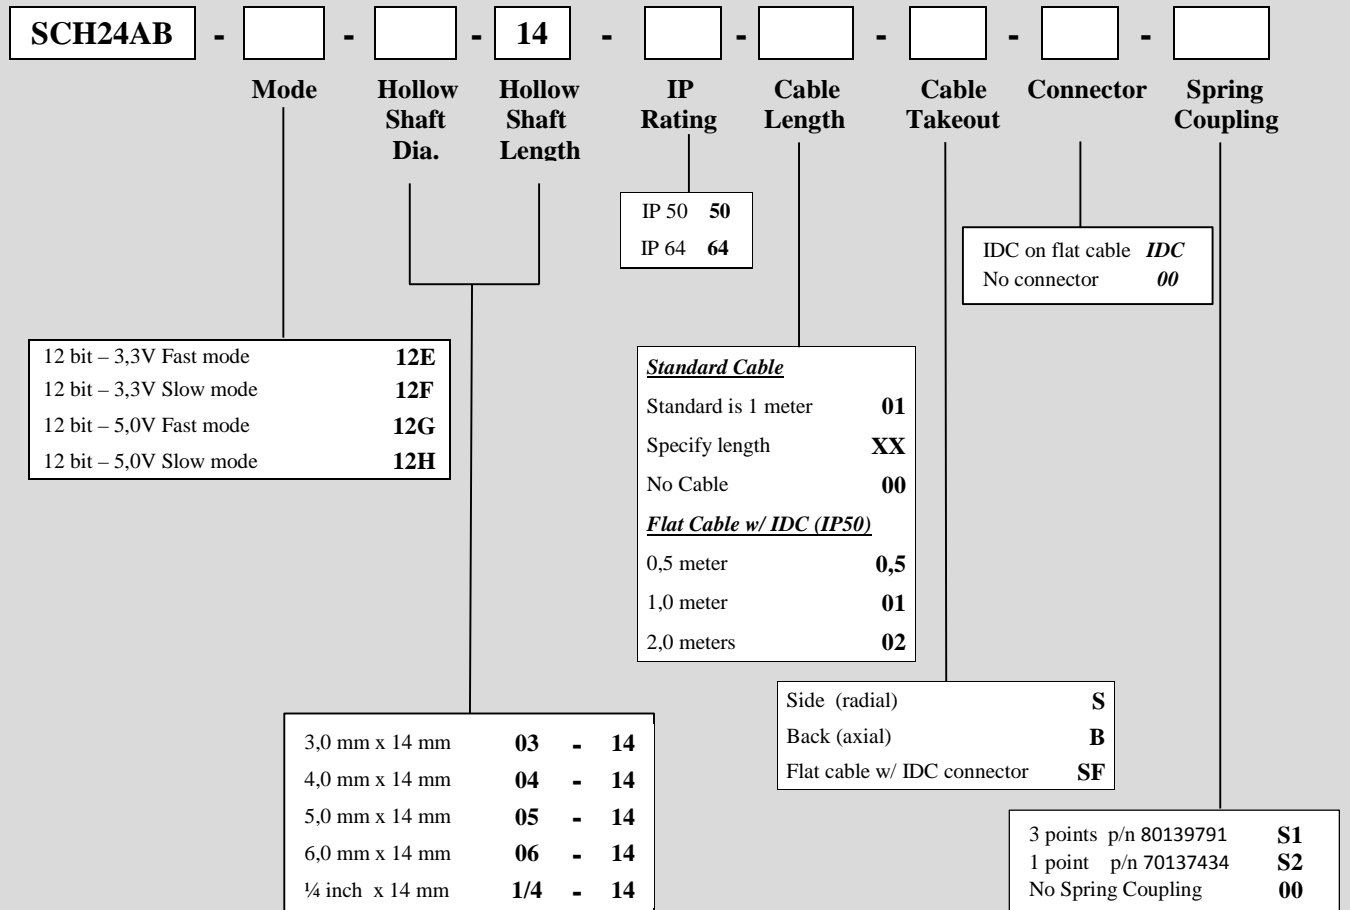 SCH24AB - - - 14 - - - - -
Mode Hollow Hollow IP Cable Cable Connector Spring
Shaft Shaft Rating Length Takeout Coupling
Dia. Length
IP 50 50
IP 64 64
IDC on flat cable IDC
No connector 00
12 bit – 3,3V Fast mode 12E
12 bit – 3,3V Slow mode 12F
12 bit – 5,0V Fast mode 12G
12 bit – 5,0V Slow mode 12H
Standard Cable
Standard is 1 meter 01
Specify length XX
No Cable 00
Flat Cable w/ IDC (IP50)
0,5 meter 0,5
1,0 meter 01
2,0 meters 02
Side (radial) S
Back (axial) B
Flat cable w/ IDC connector SF
3,0 mm x 14 mm 03 - 14
4,0 mm x 14 mm 04 - 14
5,0 mm x 14 mm 05 - 14
6,0 mm x 14 mm 06 - 14
¼ inch x 14 mm 1/4 - 14
3 points p/n 80139791 S1
1 point p/n 70137434 S2
No Spring Coupling 00